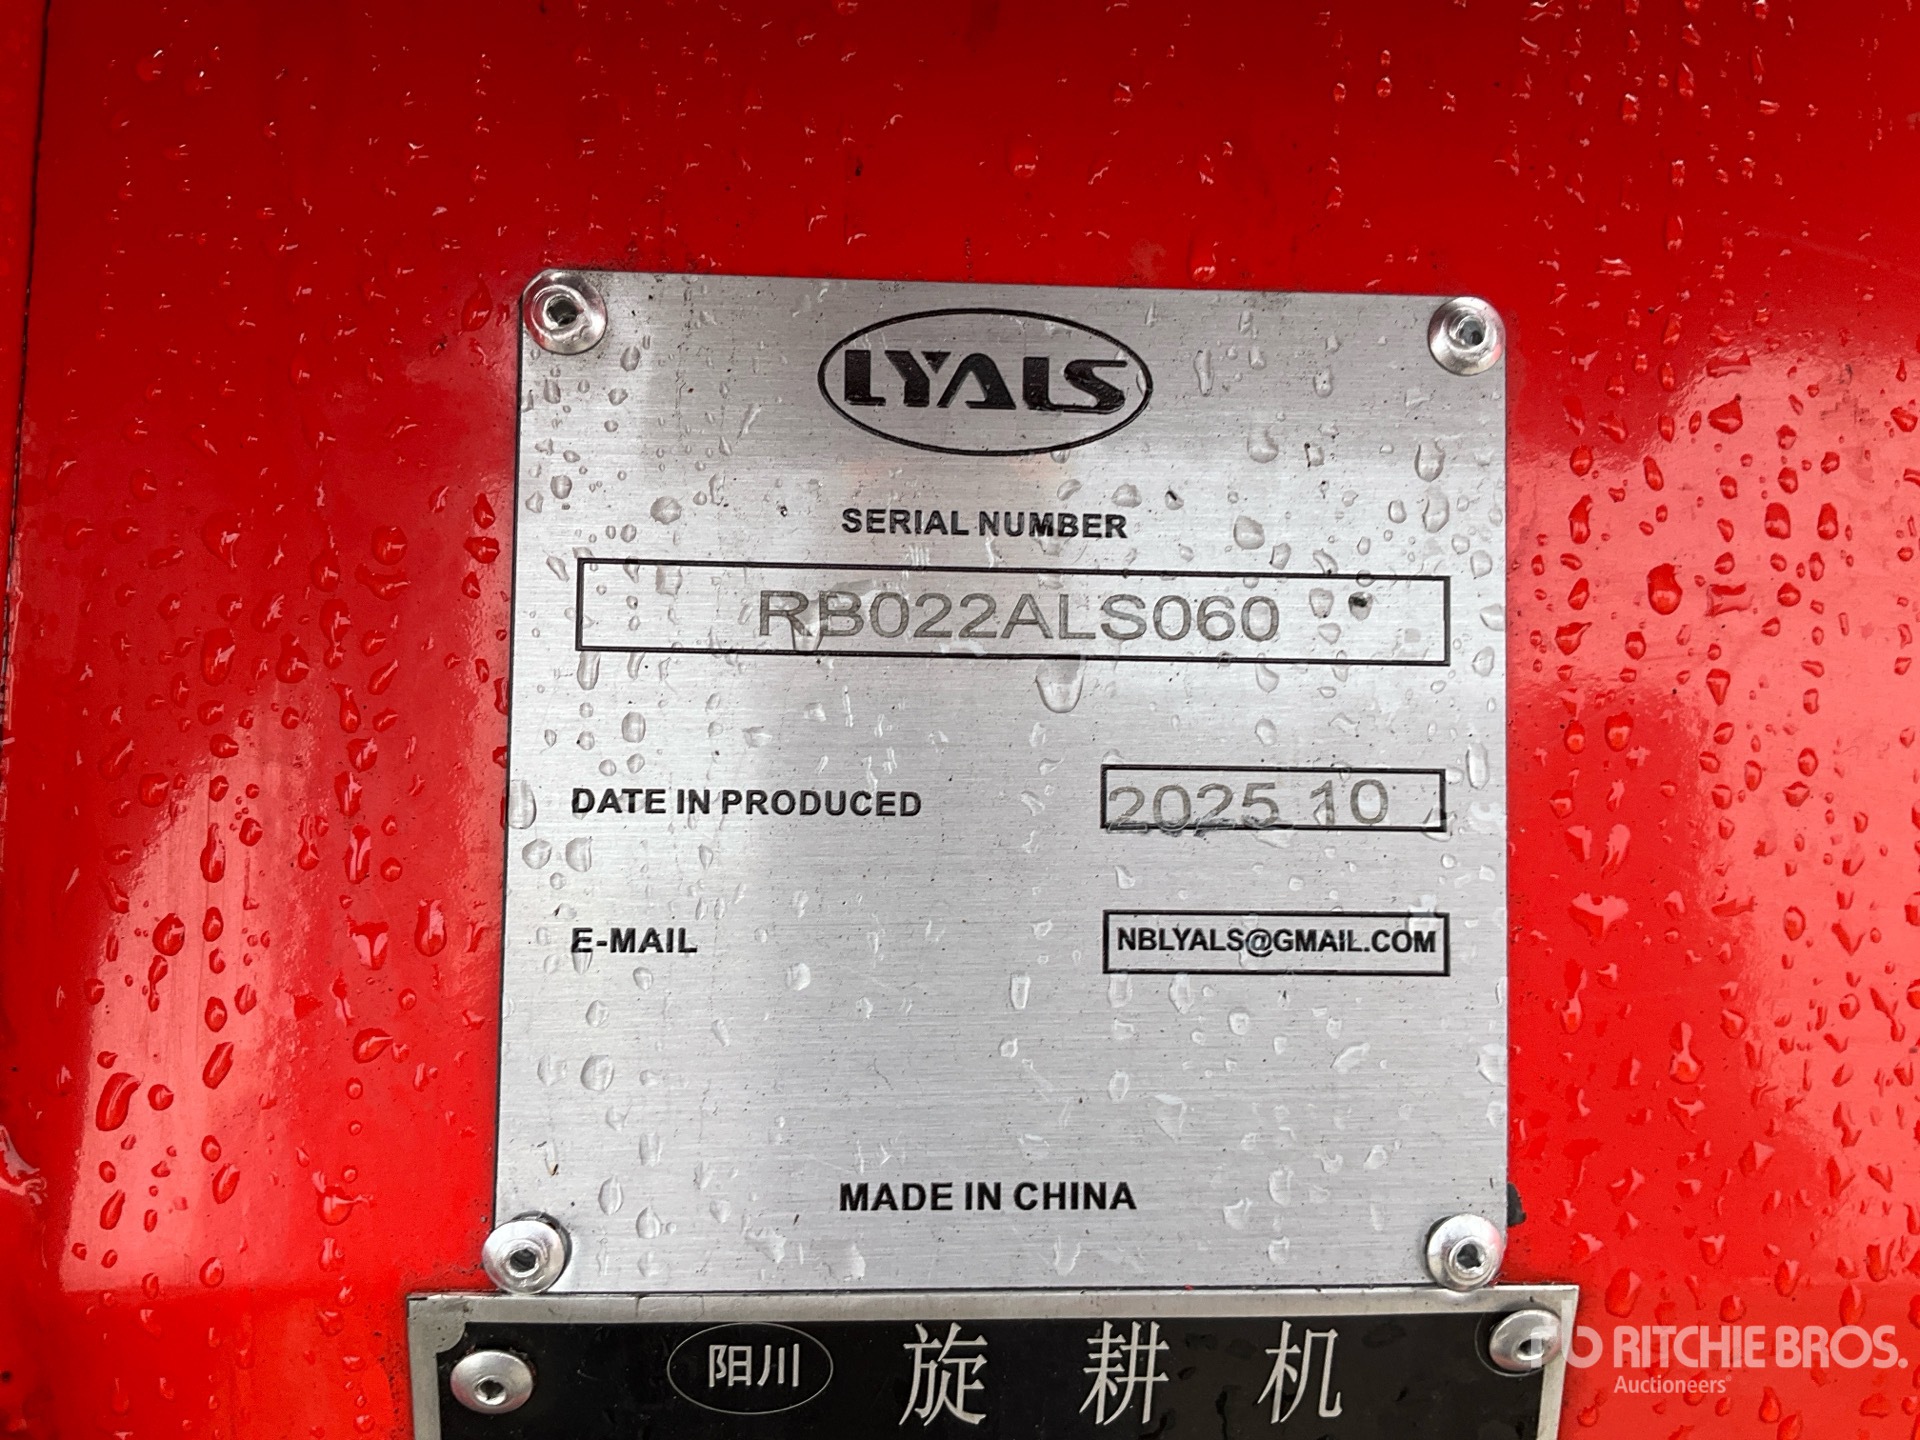 LYALS
SERIAL NUMBER
RB022ALS060
DATE IN PRODUCED 2025 10
E-MAIL NBLYALS@GMAIL.COM
MADE IN CHINA
阳川 旋 耕 机
RITCHIE BROS.
Auctioneers